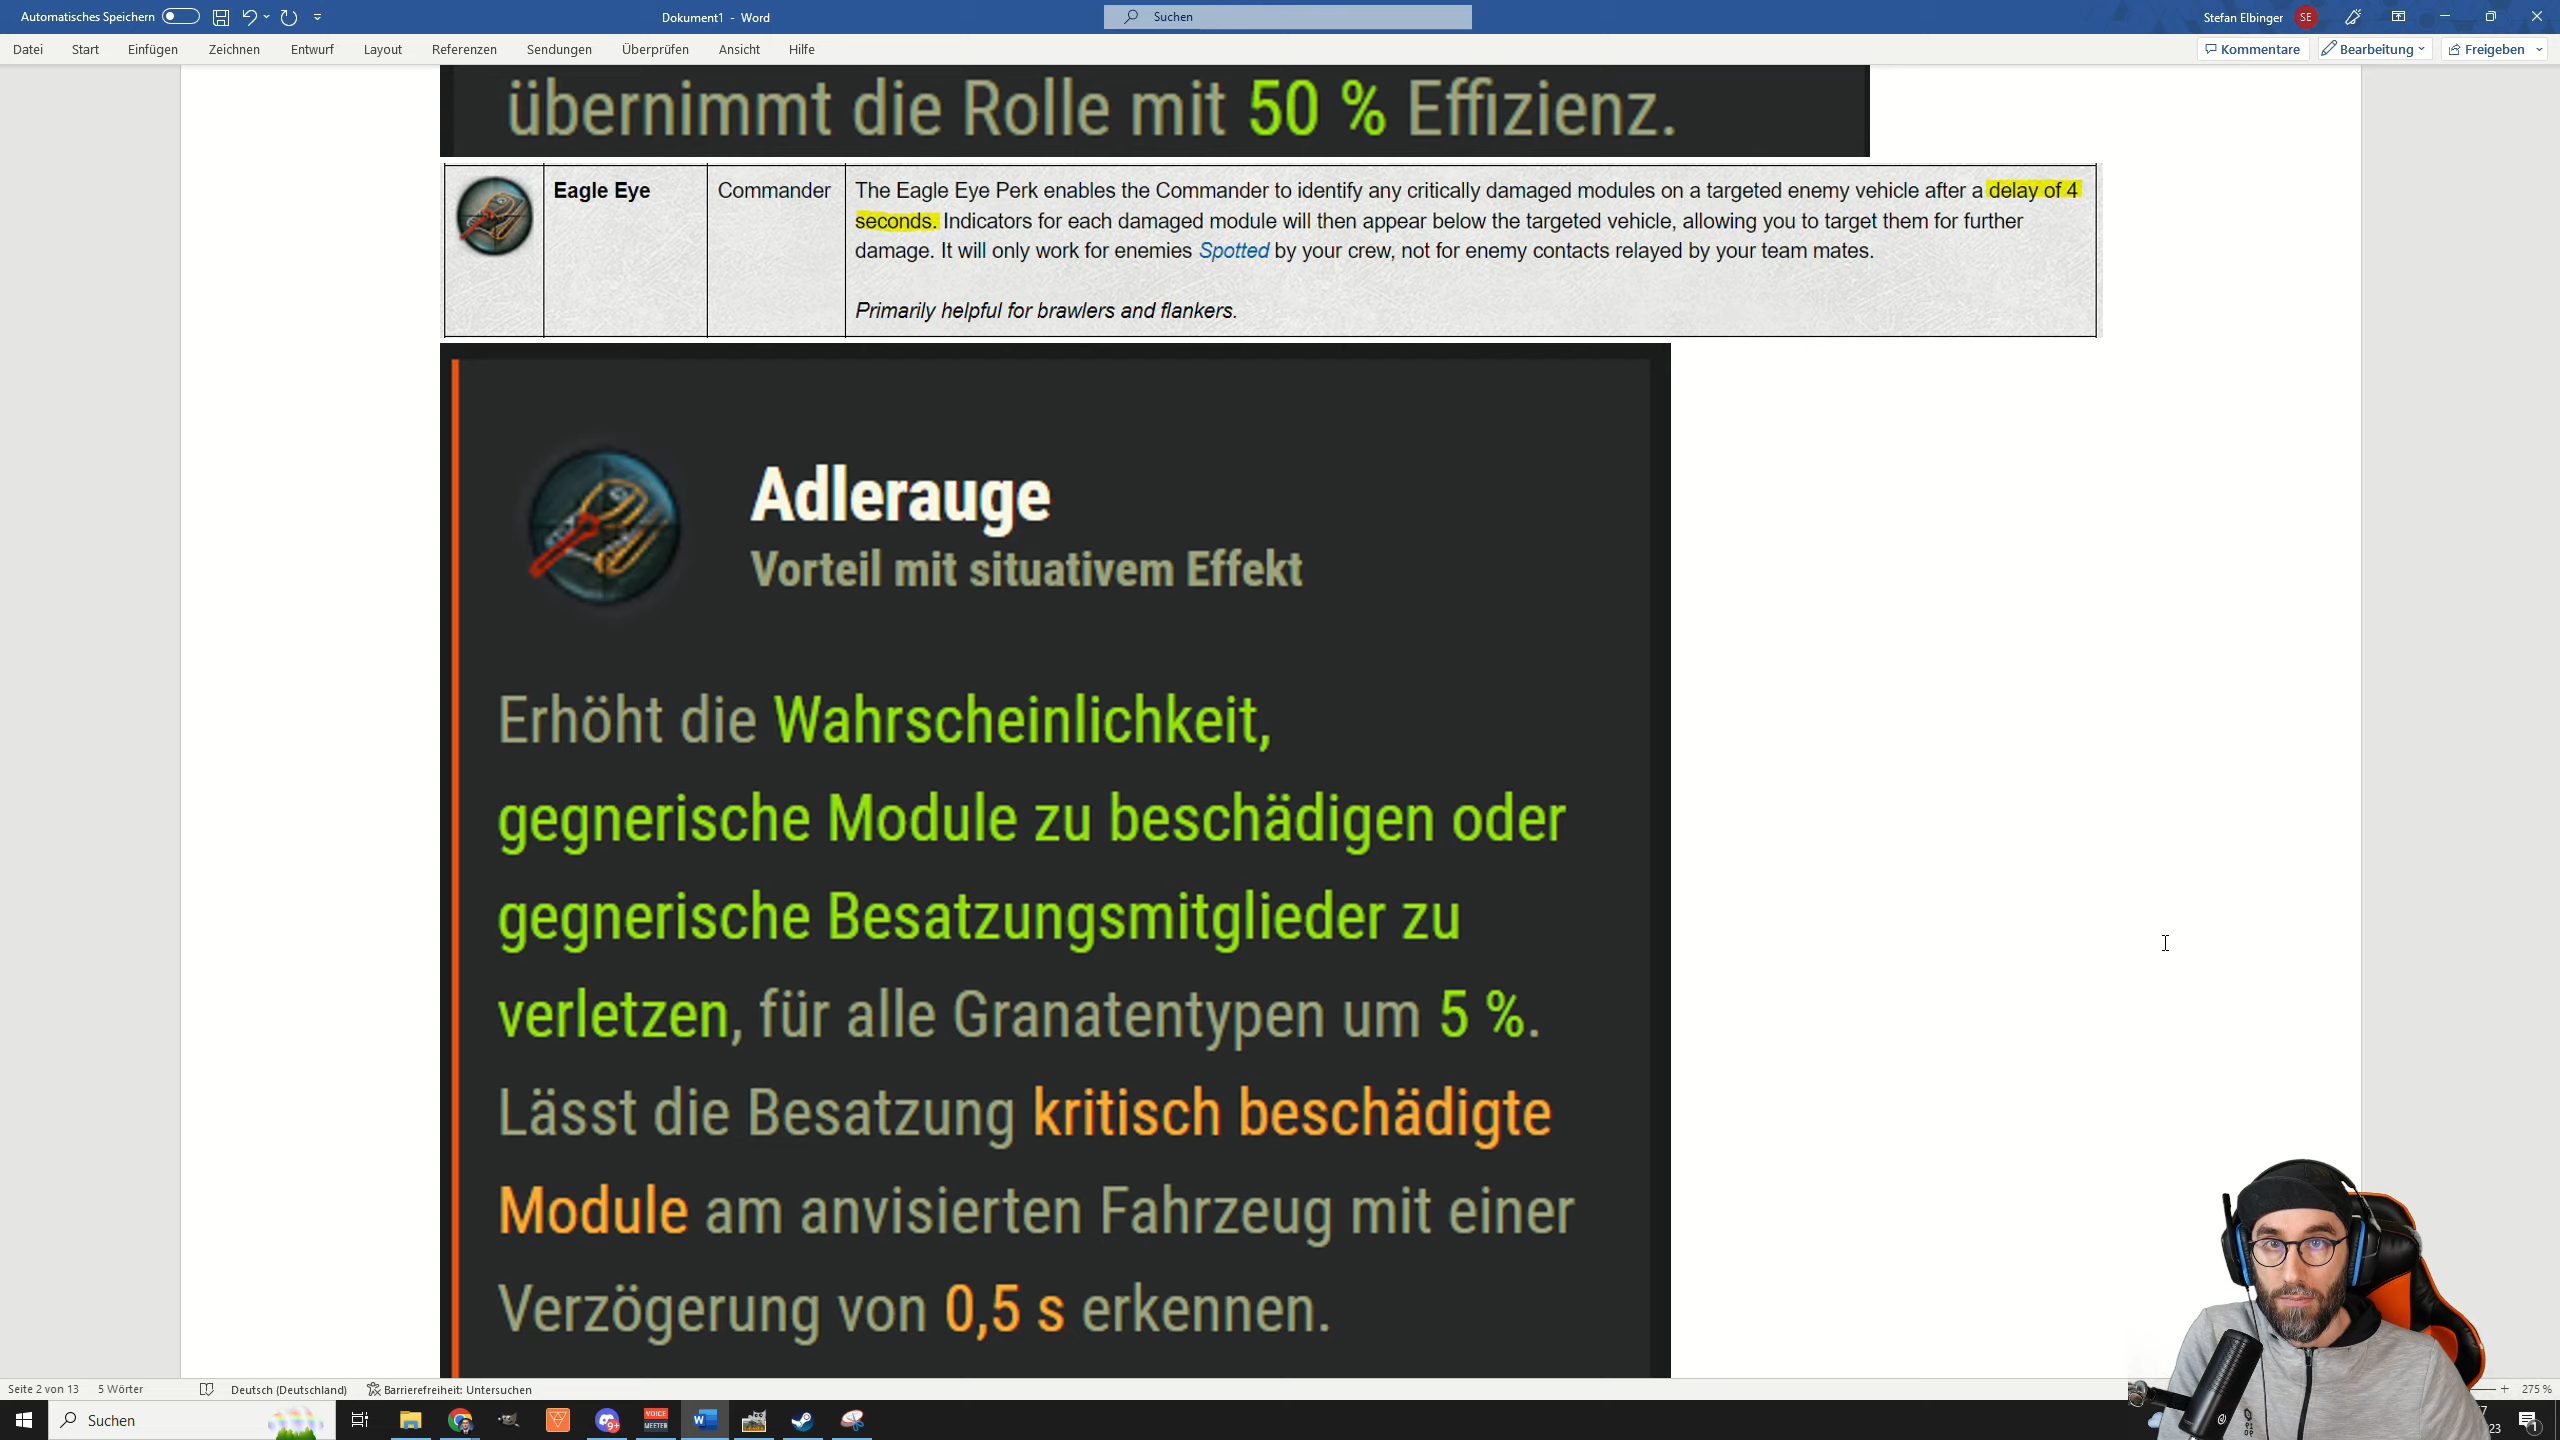 Automatisches Speichern
Dokument1 - Word
Suchen
Stefan Elbinger
SE
Datei Start Einfügen Zeichnen Entwurf Layout Referenzen Sendungen Überprüfen Ansicht Hilfe
Kommentare Bearbeitung Freigeben
übernimmt die Rolle mit 50 % Effizienz.
Eagle Eye
Commander
The Eagle Eye Perk enables the Commander to identify any critically damaged modules on a targeted enemy vehicle after a delay of 4
seconds. Indicators for each damaged module will then appear below the targeted vehicle, allowing you to target them for further
damage. It will only work for enemies Spotted by your crew, not for enemy contacts relayed by your team mates.
Primarily helpful for brawlers and flankers.
Adlerauge
Vorteil mit situativem Effekt
Erhöht die Wahrscheinlichkeit,
gegnerische Module zu beschädigen oder
gegnerische Besatzungsmitglieder zu
verletzen, für alle Granatentypen um 5 %.
Lässt die Besatzung kritisch beschädigte
Module am anvisierten Fahrzeug mit einer
Verzögerung von 0,5 s erkennen.
Seite 2 von 13 5 Wörter Deutsch (Deutschland) Barrierefreiheit: Untersuchen
275 %
Suchen
9+
VOICE
MEETER
1